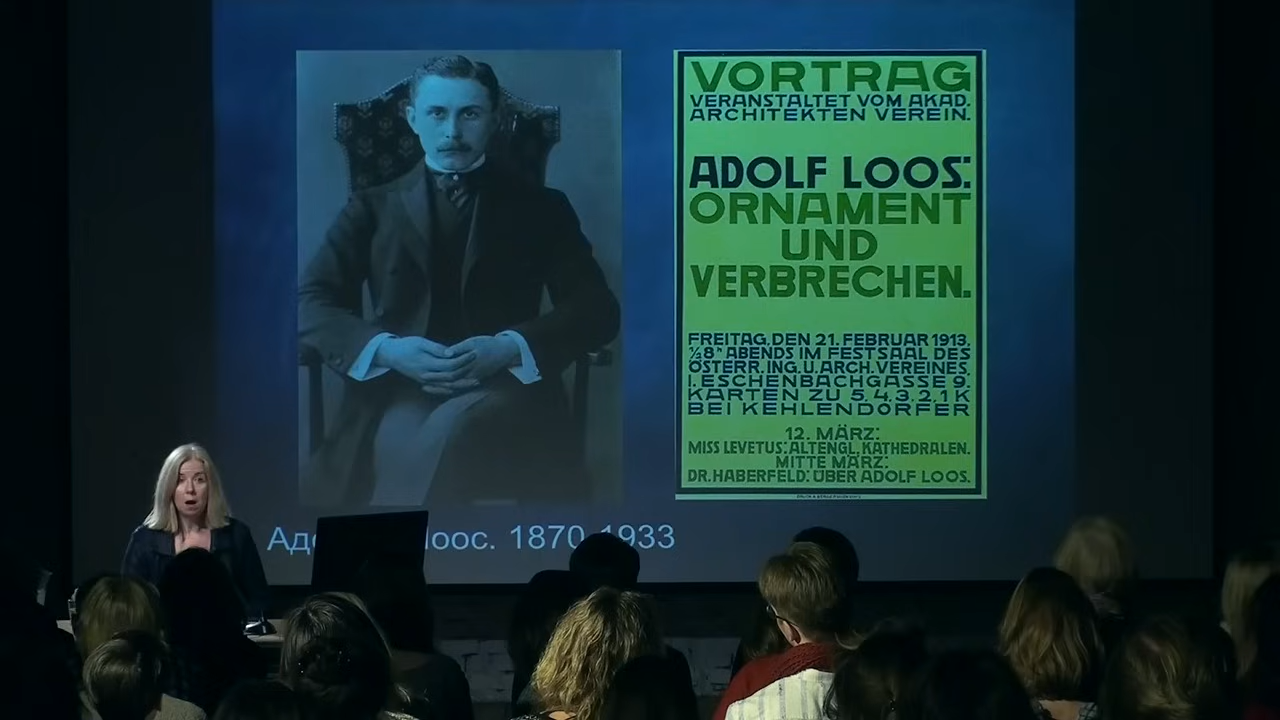 VORTRAG
VERANSTALTET VOM AKAD.
ARCHITEKTEN VEREIN.
ADOLF LOOS:
ORNAMENT
UND
VERBRECHEN.
FREITAG, DEN 21. FEBRUAR 1913,
½8ʰ ABENDS IM FESTSAAL DES
ÖSTERR. ING. U. ARCH. VEREINES,
I. ESCHENBACHGASSE 9.
KARTEN ZU 5, 4, 3, 2, 1 K
BEI KEHLENDORFER
12. MÄRZ:
MISS LEVETUS: ALTENGL. KATHEDRALEN.
MITTE MÄRZ:
DR. HABERFELD: ÜBER ADOLF LOOS.
Лоос. 1870-1933